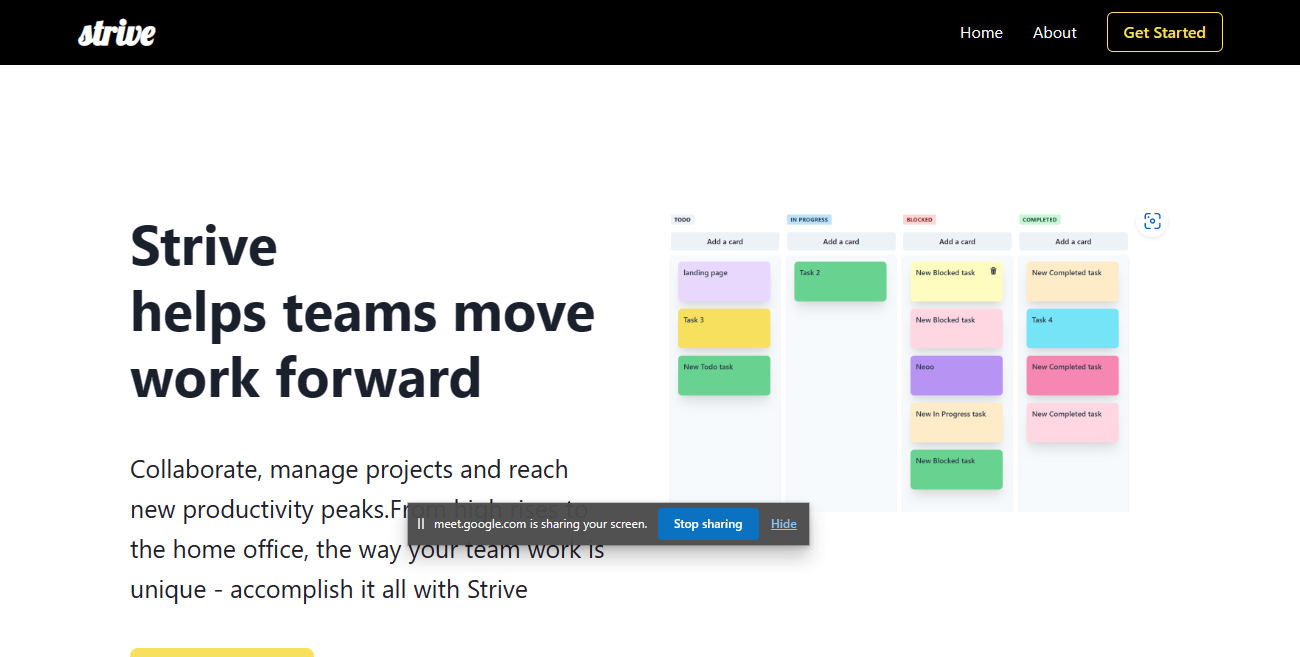 strive
Home
About
Get Started
Strive
helps teams move
work forward
Collaborate, manage projects and reach
new productivity peaks.From high rises to
the home office, the way your team work is
unique - accomplish it all with Strive
TODO
Add a card
landing page
Task 3
New Todo task
IN PROGRESS
Add a card
Task 2
BLOCKED
Add a card
New Blocked task
New Blocked task
Neoo
New In Progress task
New Blocked task
COMPLETED
Add a card
New Completed task
Task 4
New Completed task
New Completed task
meet.google.com is sharing your screen.
Stop sharing
Hide